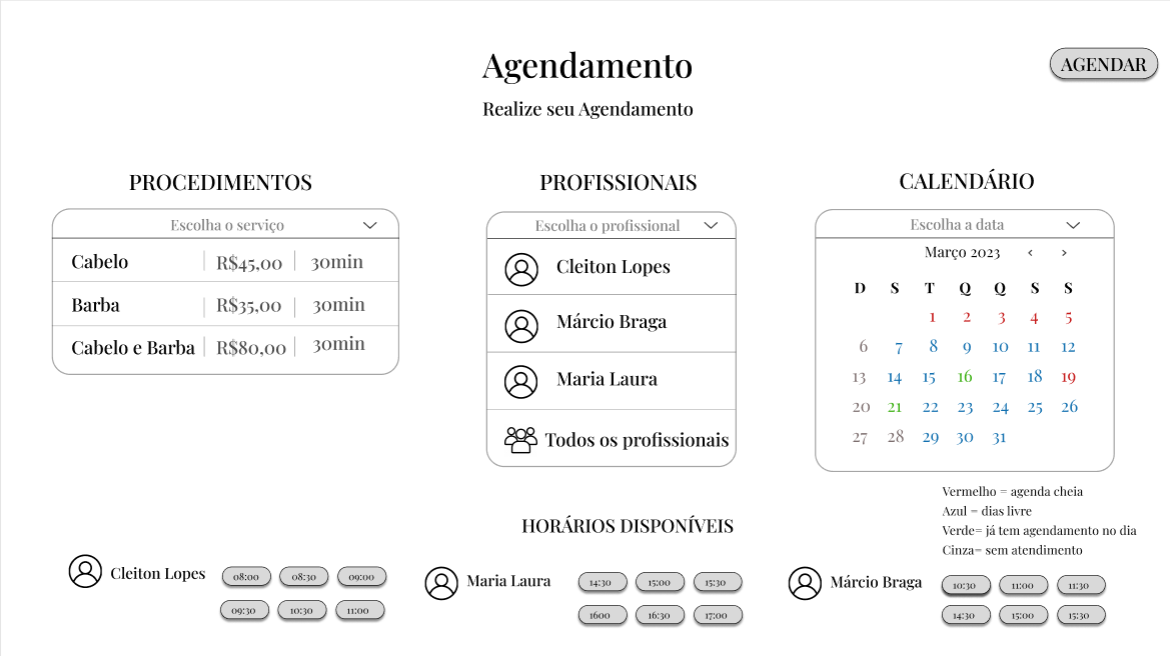 Agendamento
AGENDAR
Realize seu Agendamento
PROCEDIMENTOS
Escolha o serviço
Cabelo R$45,00 30min
Barba R$35,00 30min
Cabelo e Barba R$80,00 30min
PROFISSIONAIS
Escolha o profissional
Cleiton Lopes
Márcio Braga
Maria Laura
Todos os profissionais
CALENDÁRIO
Escolha a data
Março 2023 ‹ ›
D S T Q Q S S
1 2 3 4 5
6 7 8 9 10 11 12
13 14 15 16 17 18 19
20 21 22 23 24 25 26
27 28 29 30 31
Vermelho = agenda cheia
Azul = dias livre
Verde= já tem agendamento no dia
Cinza= sem atendimento
HORÁRIOS DISPONÍVEIS
Cleiton Lopes
08:00 08:30 09:00
09:30 10:30 11:00
Maria Laura
14:30 15:00 15:30
1600 16:30 17:00
Márcio Braga
10:30 11:00 11:30
14:30 15:00 15:30